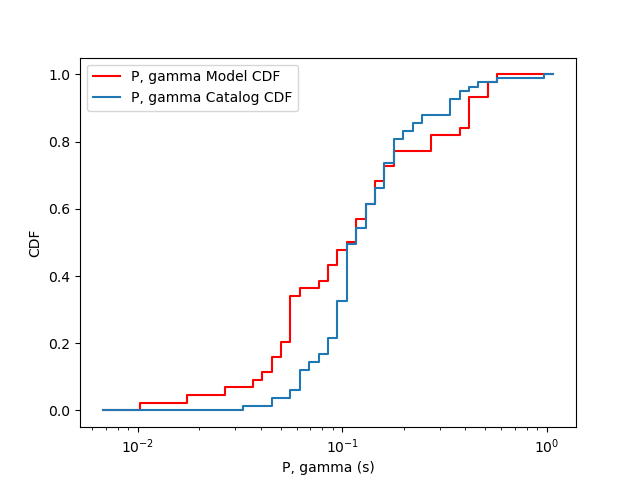 P, gamma Model CDF
P, gamma Catalog CDF
1.0
0.8
0.6
0.4
0.2
0.0
CDF
10⁻² 10⁻¹ 10⁰
P, gamma (s)